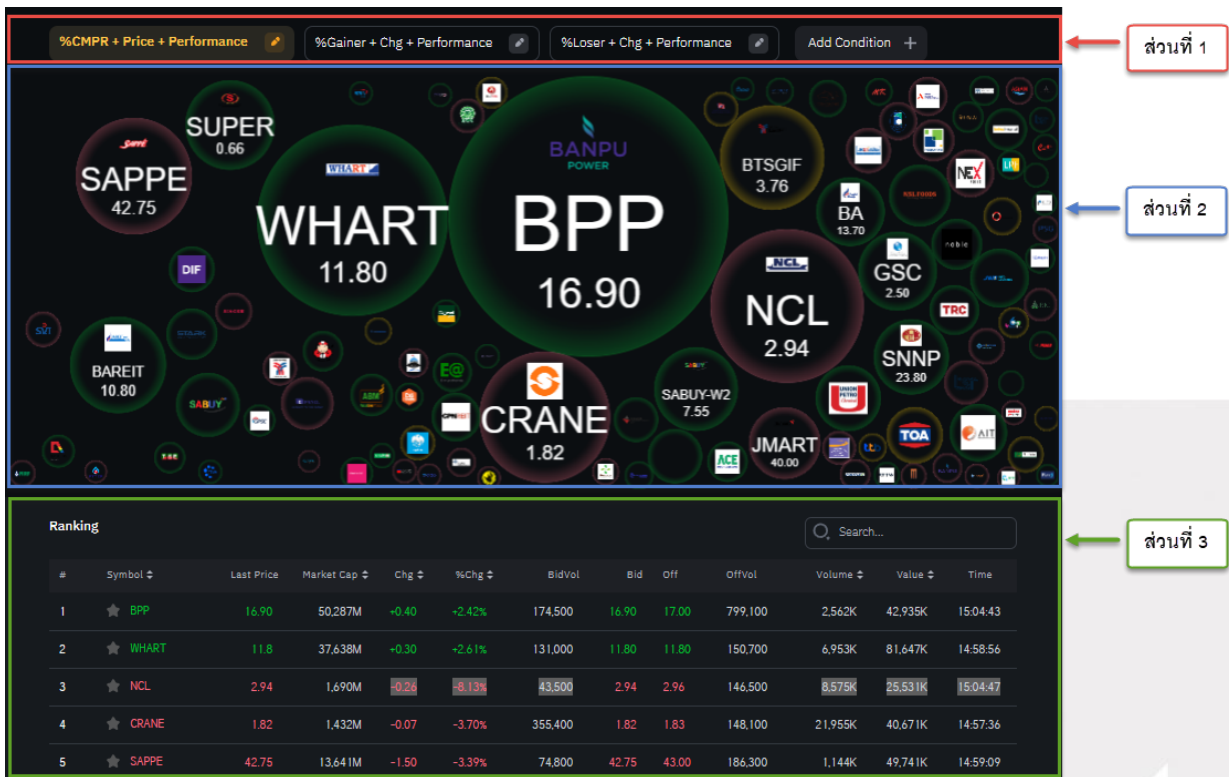 %CMPR + Price + Performance
%Gainer + Chg + Performance
%Loser + Chg + Performance
Add Condition +
ส่วนที่ 1
SUPER
0.66
Sappé
SAPPE
42.75
WHART
WHART
11.80
BANPU
POWER
BPP
16.90
BTSGIF
3.76
BA
13.70
NEX
noble
GSC
2.50
TRC
NCL
NCL
2.94
SNNP
23.80
DIF
BAREIT
10.80
SABUY
E@
CRANE
1.82
SABUY
SABUY-W2
7.55
UNION
PETRO
JMART
40.00
ACE
TOA
AIT
ส่วนที่ 2
ส่วนที่ 3
Ranking
Search...
# Symbol Last Price Market Cap Chg %Chg BidVol Bid Off OffVol Volume Value Time
1 BPP 16.90 50,287M +0.40 +2.42% 174,500 16.90 17.00 799,100 2,562K 42,935K 15:04:43
2 WHART 11.8 37,638M +0.30 +2.61% 131,000 11.80 11.80 150,700 6,953K 81,647K 14:58:56
3 NCL 2.94 1,690M -0.26 -8.13% 43,500 2.94 2.96 146,500 8,575K 25,531K 15:04:47
4 CRANE 1.82 1,432M -0.07 -3.70% 355,400 1.82 1.83 148,100 21,955K 40,671K 14:57:36
5 SAPPE 42.75 13,641M -1.50 -3.39% 74,800 42.75 43.00 186,300 1,144K 49,741K 14:59:09